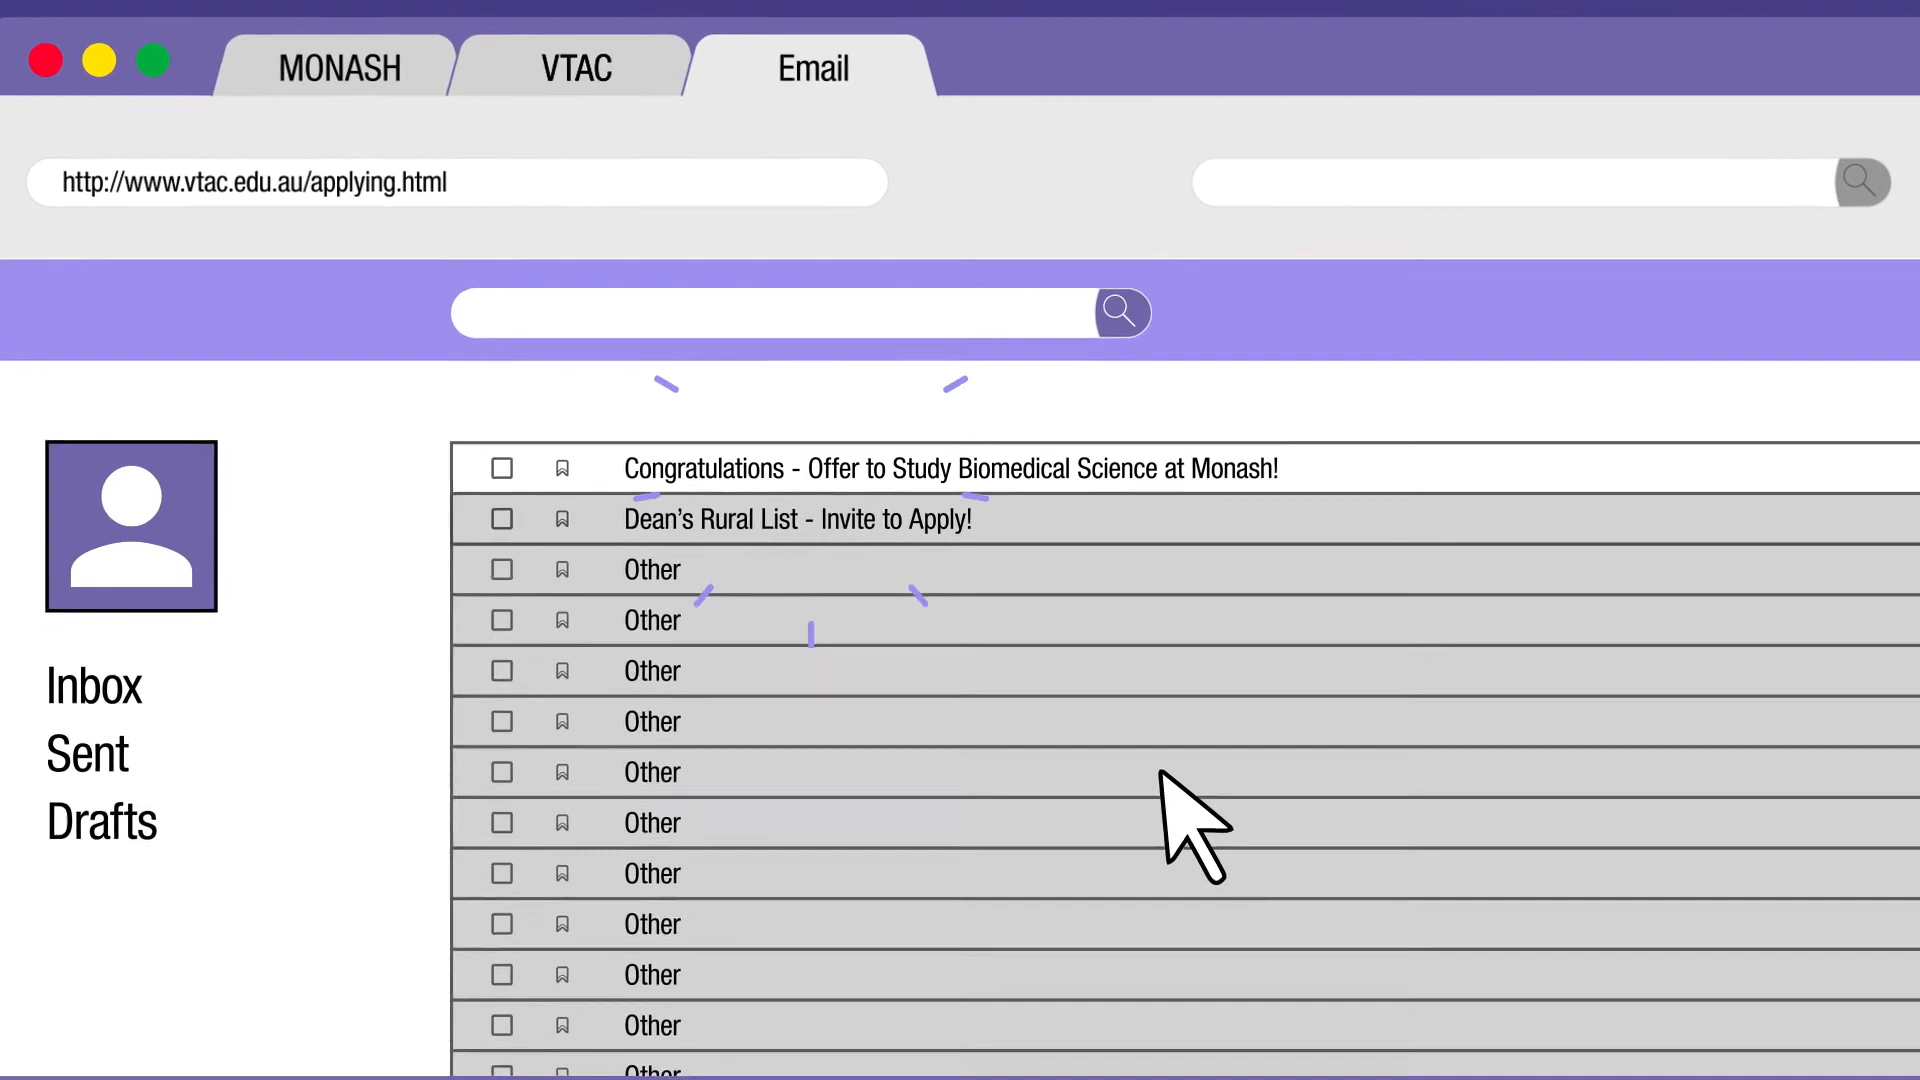 MONASH
VTAC
Email
http://www.vtac.edu.au/applying.html
Congratulations - Offer to Study Biomedical Science at Monash!
Dean’s Rural List - Invite to Apply!
Other
Other
Other
Other
Other
Other
Other
Other
Other
Other
Other
Inbox
Sent
Drafts